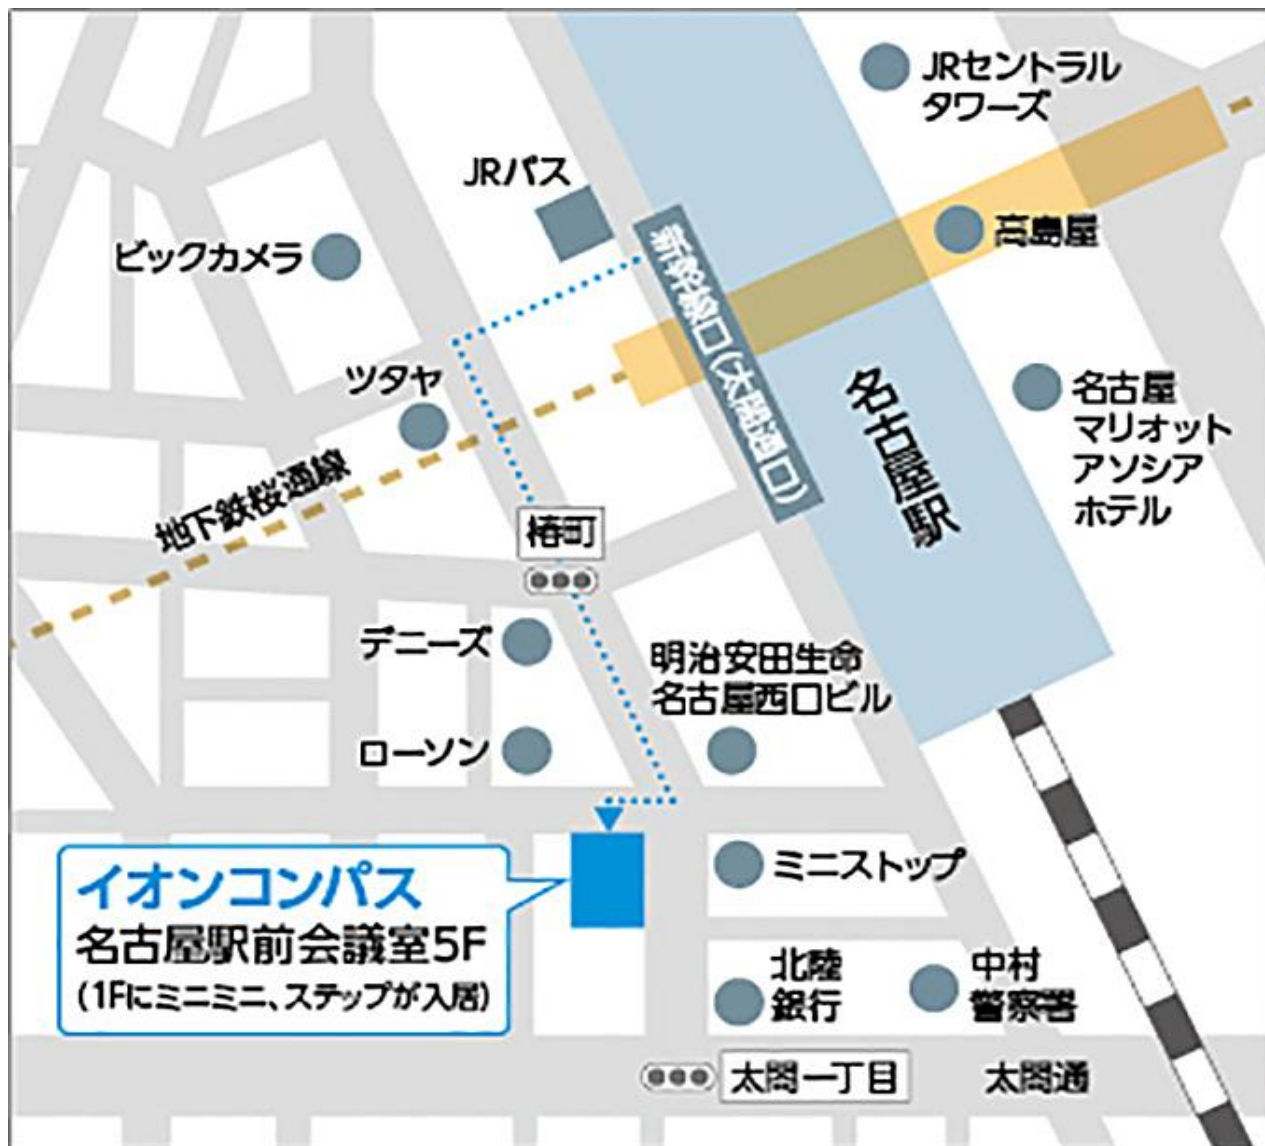 JRセントラル
タワーズ
JRバス
高島屋
ビックカメラ
新幹線口(太閤通口)
ツタヤ
名古屋駅
名古屋
マリオット
アソシア
ホテル
地下鉄桜通線
椿町
デニーズ
明治安田生命
名古屋西口ビル
ローソン
イオンコンパス
名古屋駅前会議室5F
(1Fにミニミニ、ステップが入居)
ミニストップ
北陸
銀行
中村
警察署
太閤一丁目
太閤通